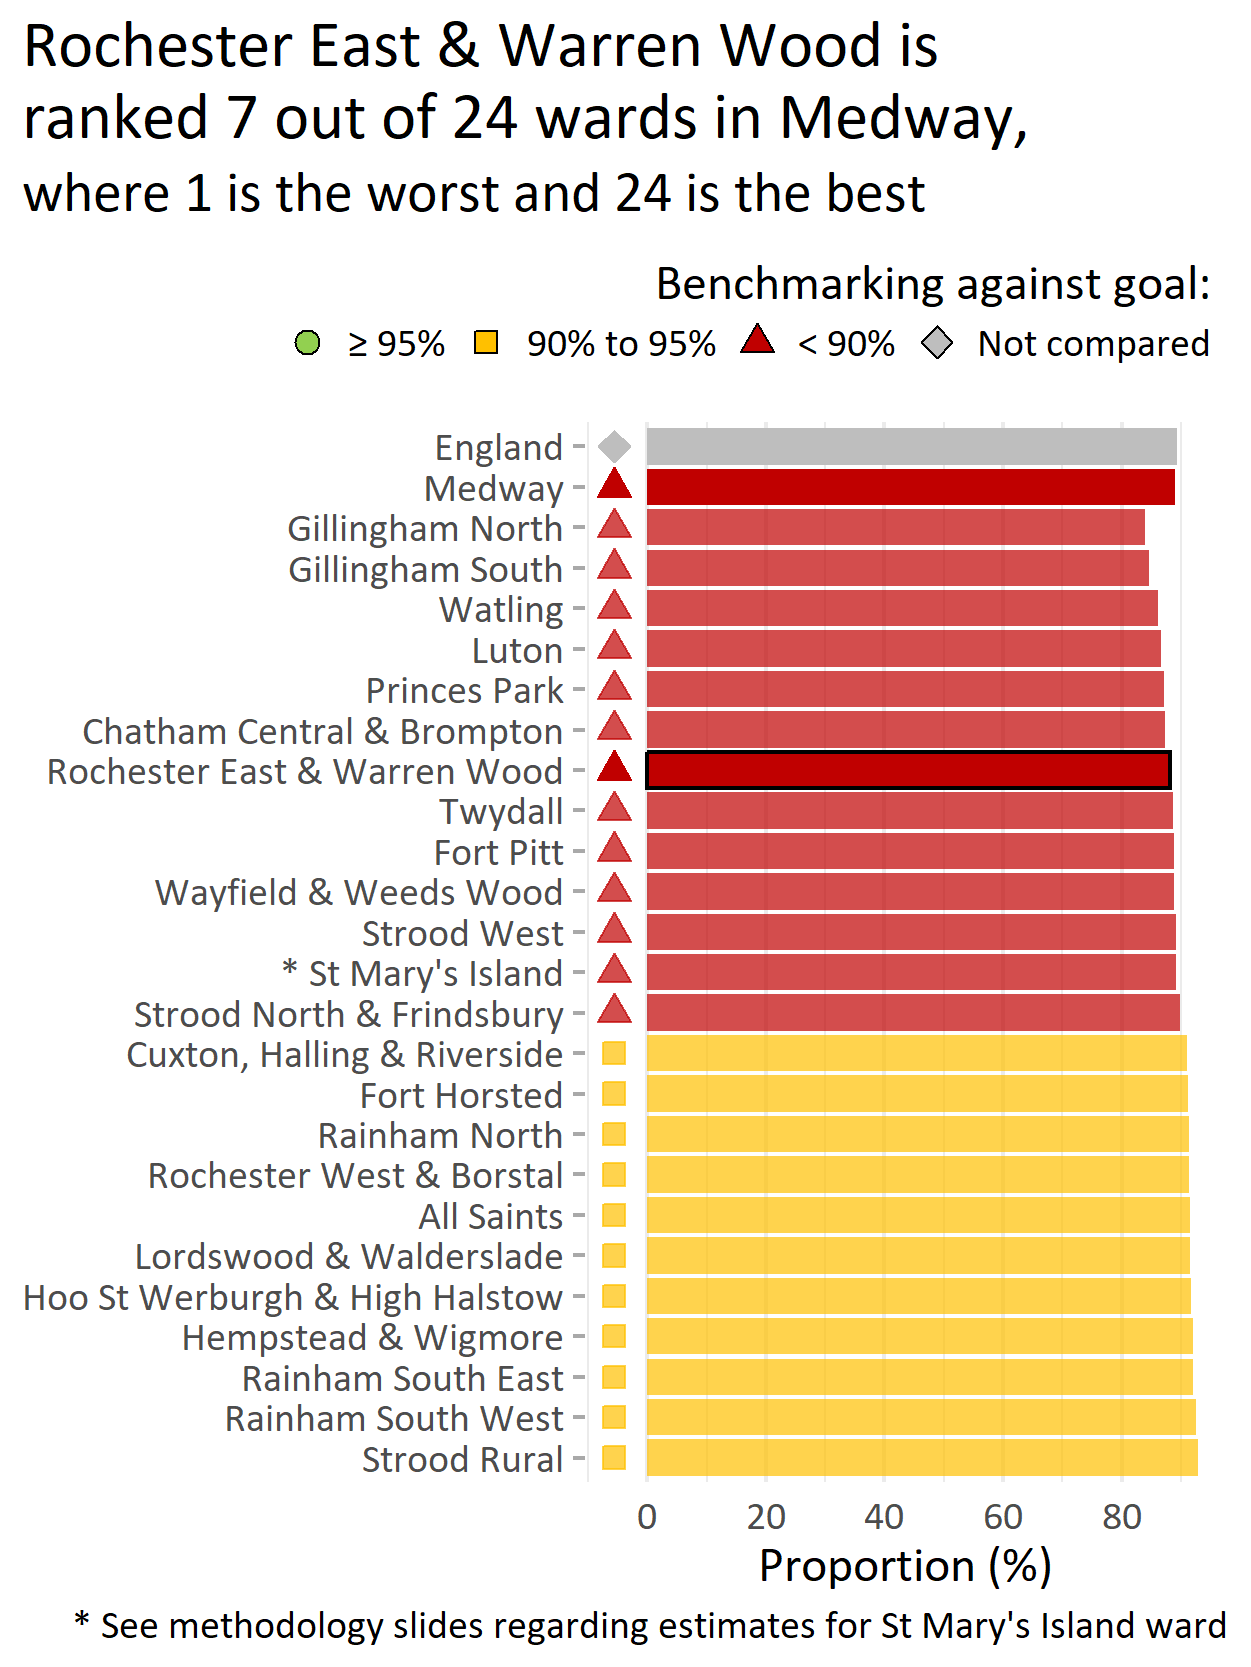 Rochester East & Warren Wood is
ranked 7 out of 24 wards in Medway,
where 1 is the worst and 24 is the best
Benchmarking against goal:
≥ 95% 90% to 95% < 90% Not compared
England
Medway
Gillingham North
Gillingham South
Watling
Luton
Princes Park
Chatham Central & Brompton
Rochester East & Warren Wood
Twydall
Fort Pitt
Wayfield & Weeds Wood
Strood West
* St Mary's Island
Strood North & Frindsbury
Cuxton, Halling & Riverside
Fort Horsted
Rainham North
Rochester West & Borstal
All Saints
Lordswood & Walderslade
Hoo St Werburgh & High Halstow
Hempstead & Wigmore
Rainham South East
Rainham South West
Strood Rural
0 20 40 60 80
Proportion (%)
* See methodology slides regarding estimates for St Mary's Island ward